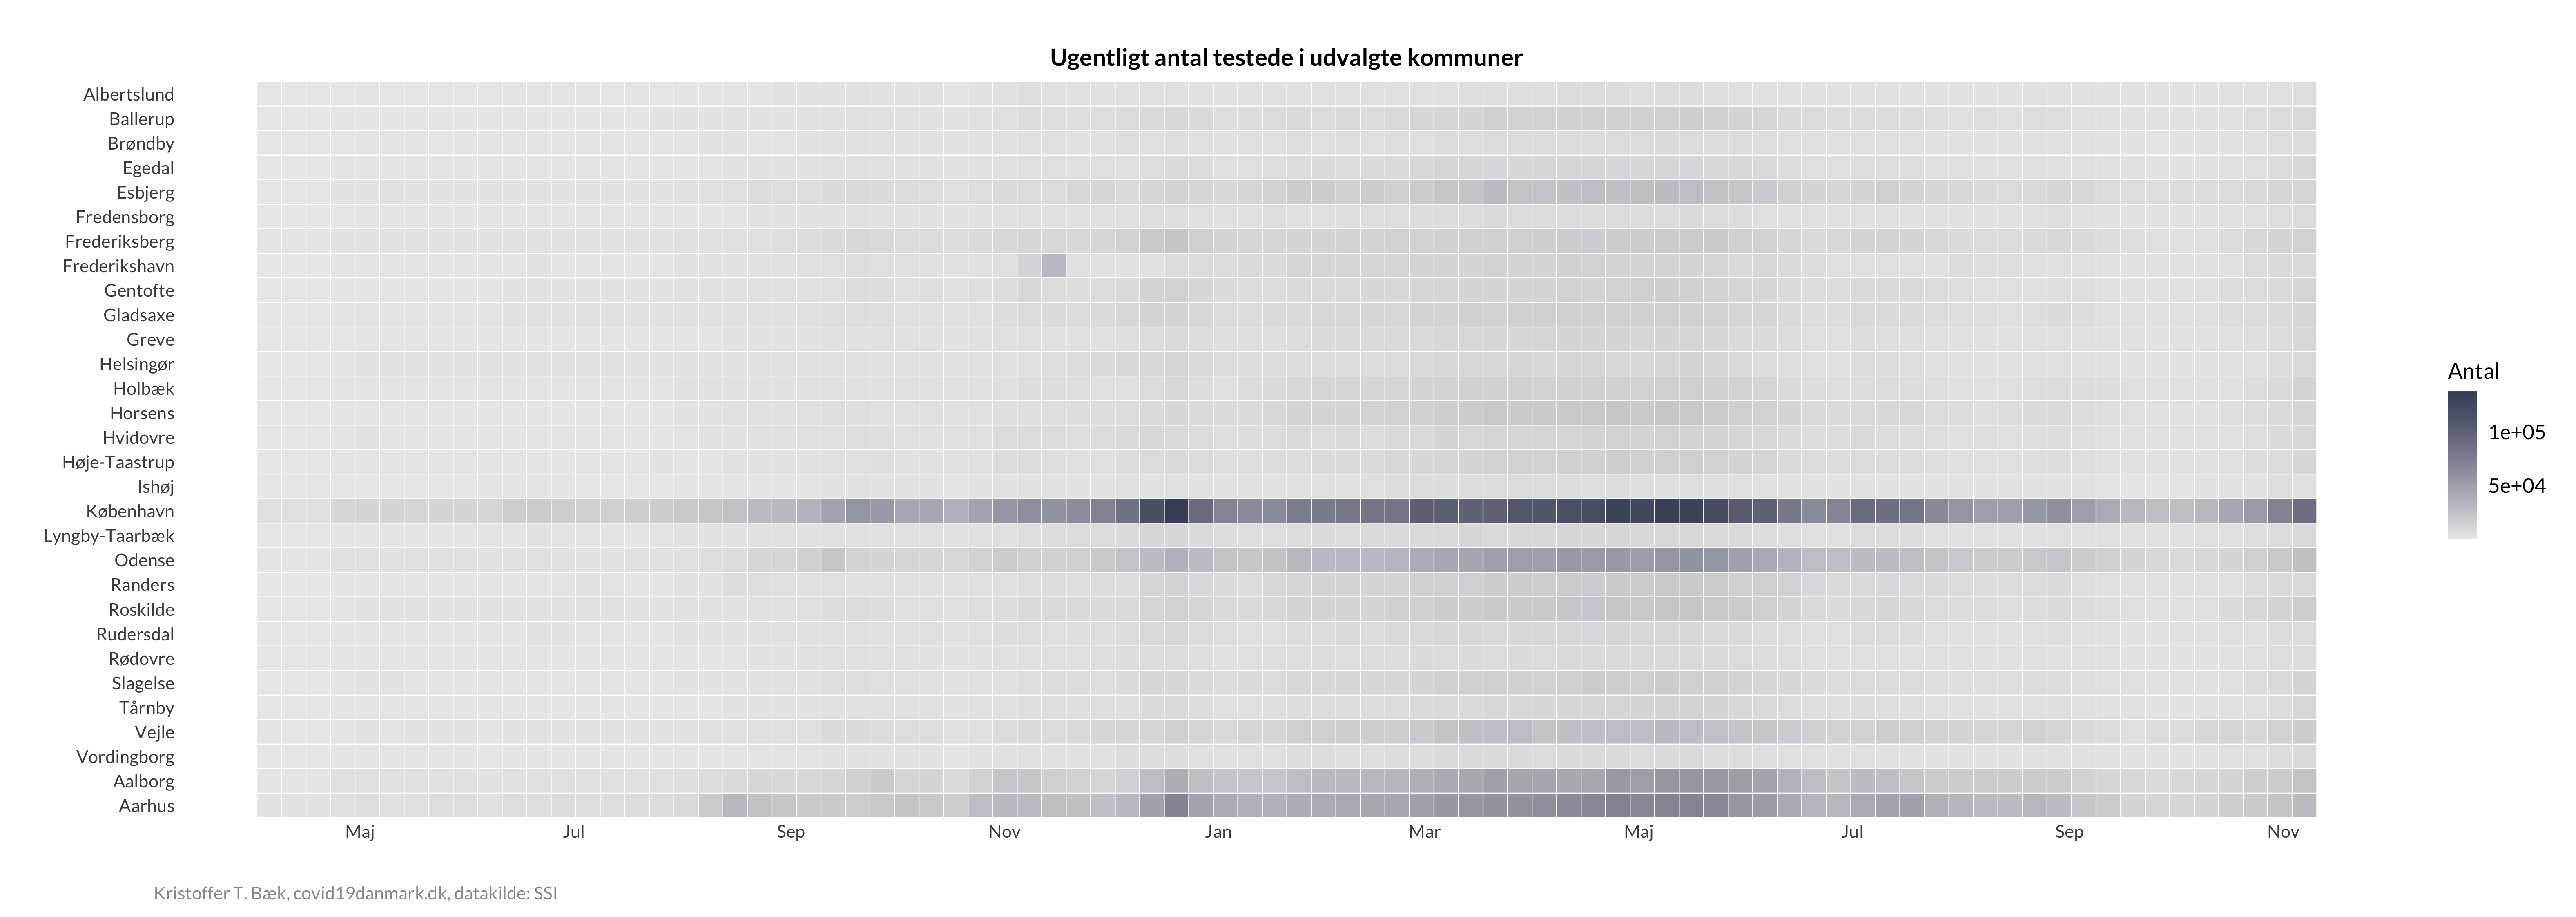 Ugentligt antal testede i udvalgte kommuner
Albertslund
Ballerup
Brøndby
Egedal
Esbjerg
Fredensborg
Frederiksberg
Frederikshavn
Gentofte
Gladsaxe
Greve
Helsingør
Holbæk
Horsens
Hvidovre
Høje-Taastrup
Ishøj
København
Lyngby-Taarbæk
Odense
Randers
Roskilde
Rudersdal
Rødovre
Slagelse
Tårnby
Vejle
Vordingborg
Aalborg
Aarhus
Maj Jul Sep Nov Jan Mar Maj Jul Sep Nov
Antal
1e+05
5e+04
Kristoffer T. Bæk, covid19danmark.dk, datakilde: SSI